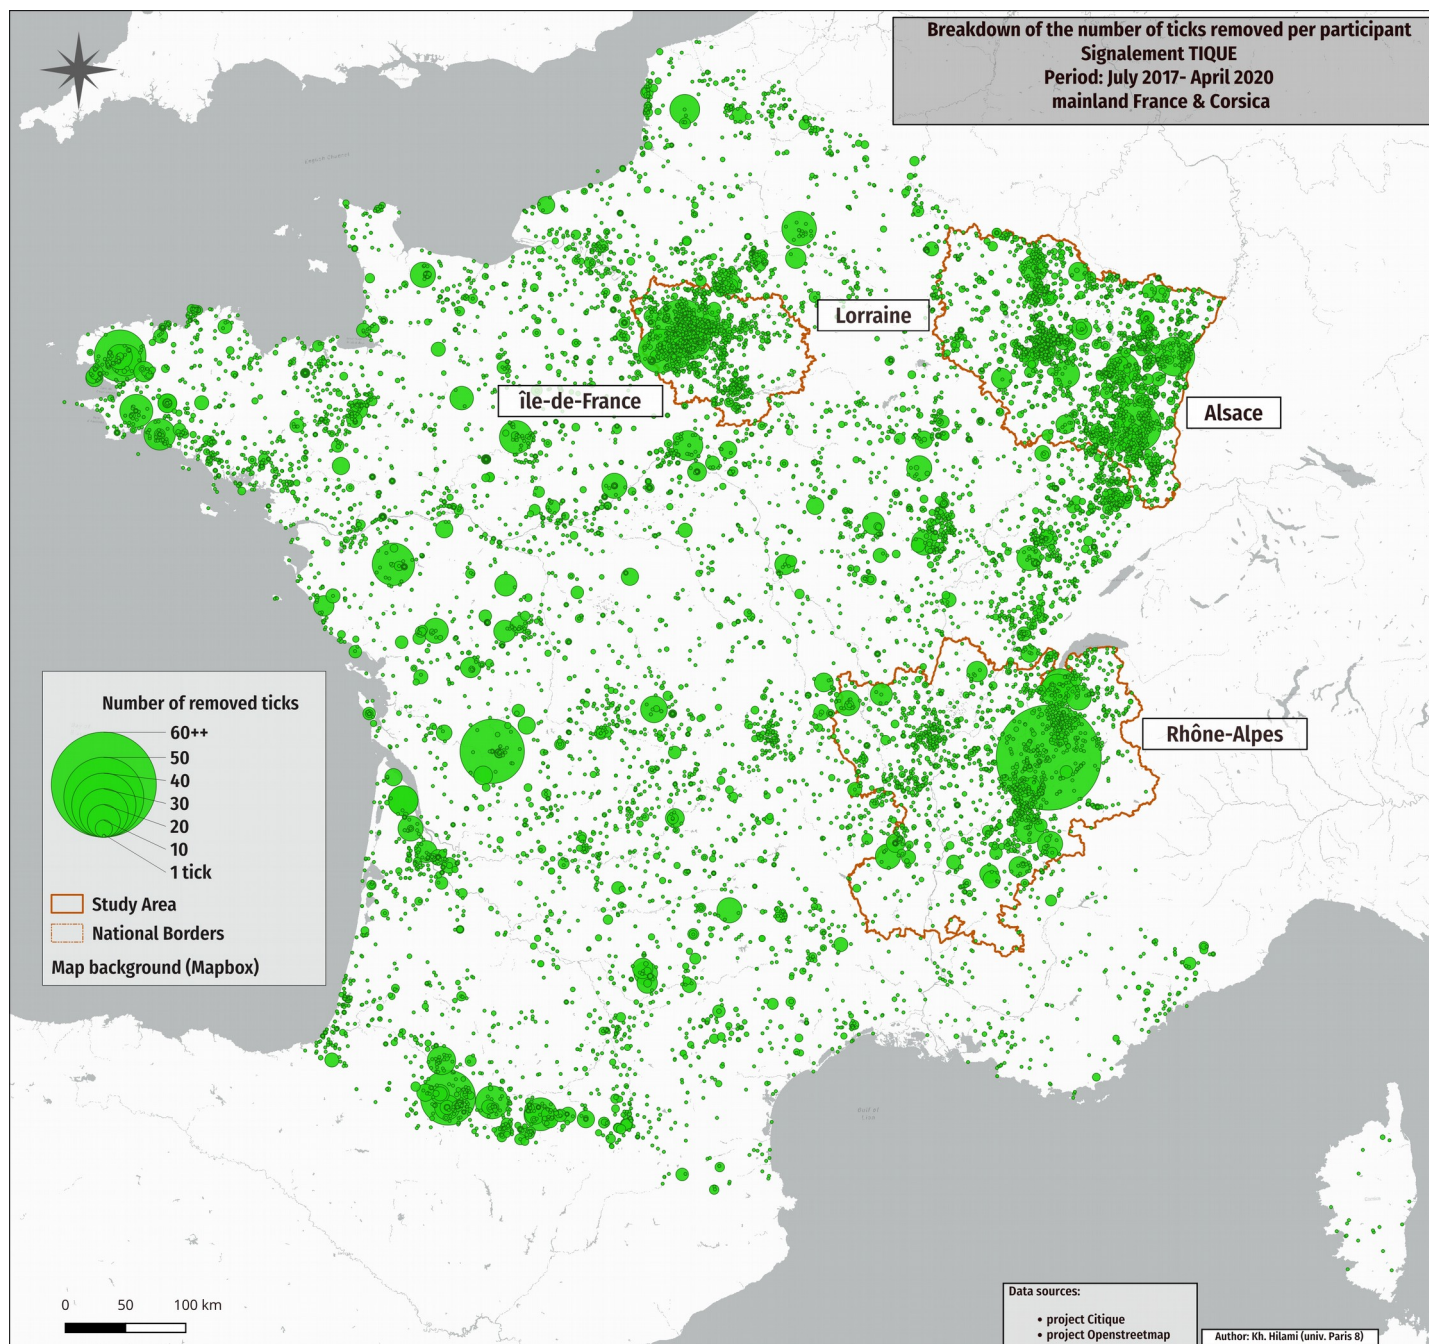 Breakdown of the number of ticks removed per participant
Signalement TIQUE
Period: July 2017- April 2020
mainland France & Corsica
English Channel
Lorraine
île-de-France
Alsace
Rhône-Alpes
Number of removed ticks
60++
50
40
30
20
10
1 tick
Study Area
National Borders
Map background (Mapbox)
0 50 100 km
Data sources:
• project Citique
• project Openstreetmap
Author: Kh. Hilami (univ. Paris 8)